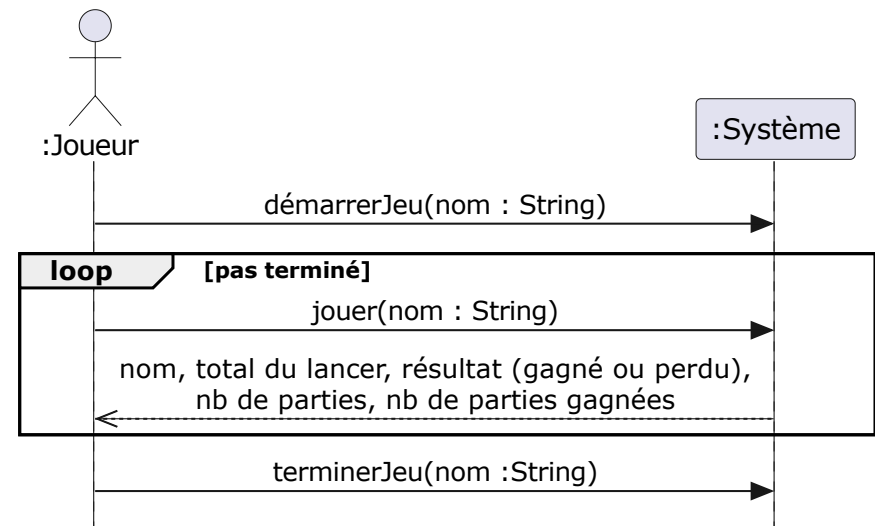 :Joueur
:Système
démarrerJeu(nom : String)
loop [pas terminé]
jouer(nom : String)
nom, total du lancer, résultat (gagné ou perdu),
nb de parties, nb de parties gagnées
terminerJeu(nom :String)